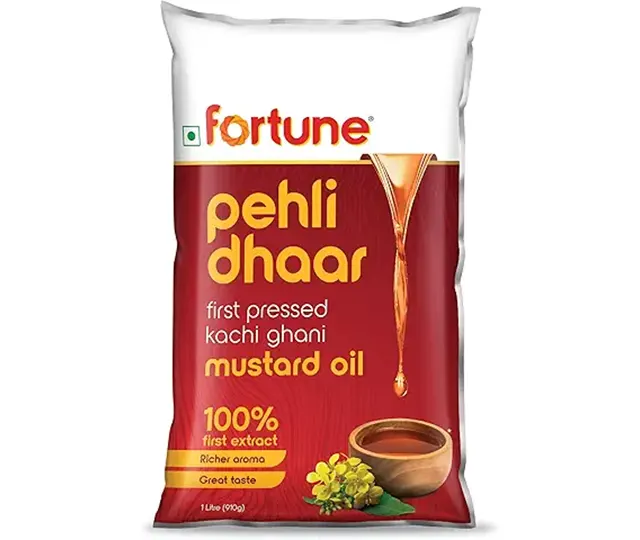 fortune®
pehli
dhaar
first pressed
kachi ghani
mustard oil
100%
first extract
Richer aroma
Great taste
1 Litre (910g)